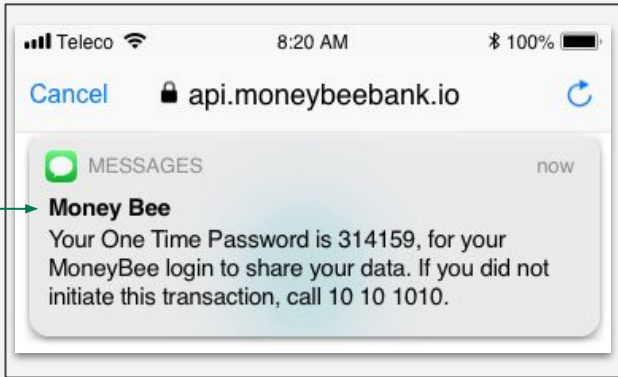 Teleco 8:20 AM 100%
Cancel api.moneybeebank.io
MESSAGES now
Money Bee
Your One Time Password is 314159, for your
MoneyBee login to share your data. If you did not
initiate this transaction, call 10 10 1010.